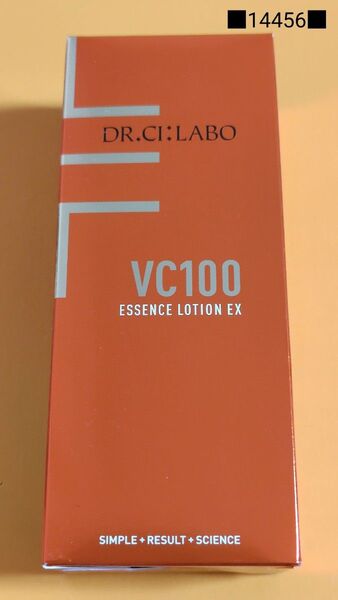 ■14456■
DR.CI:LABO
VC100
ESSENCE LOTION EX
SIMPLE + RESULT + SCIENCE